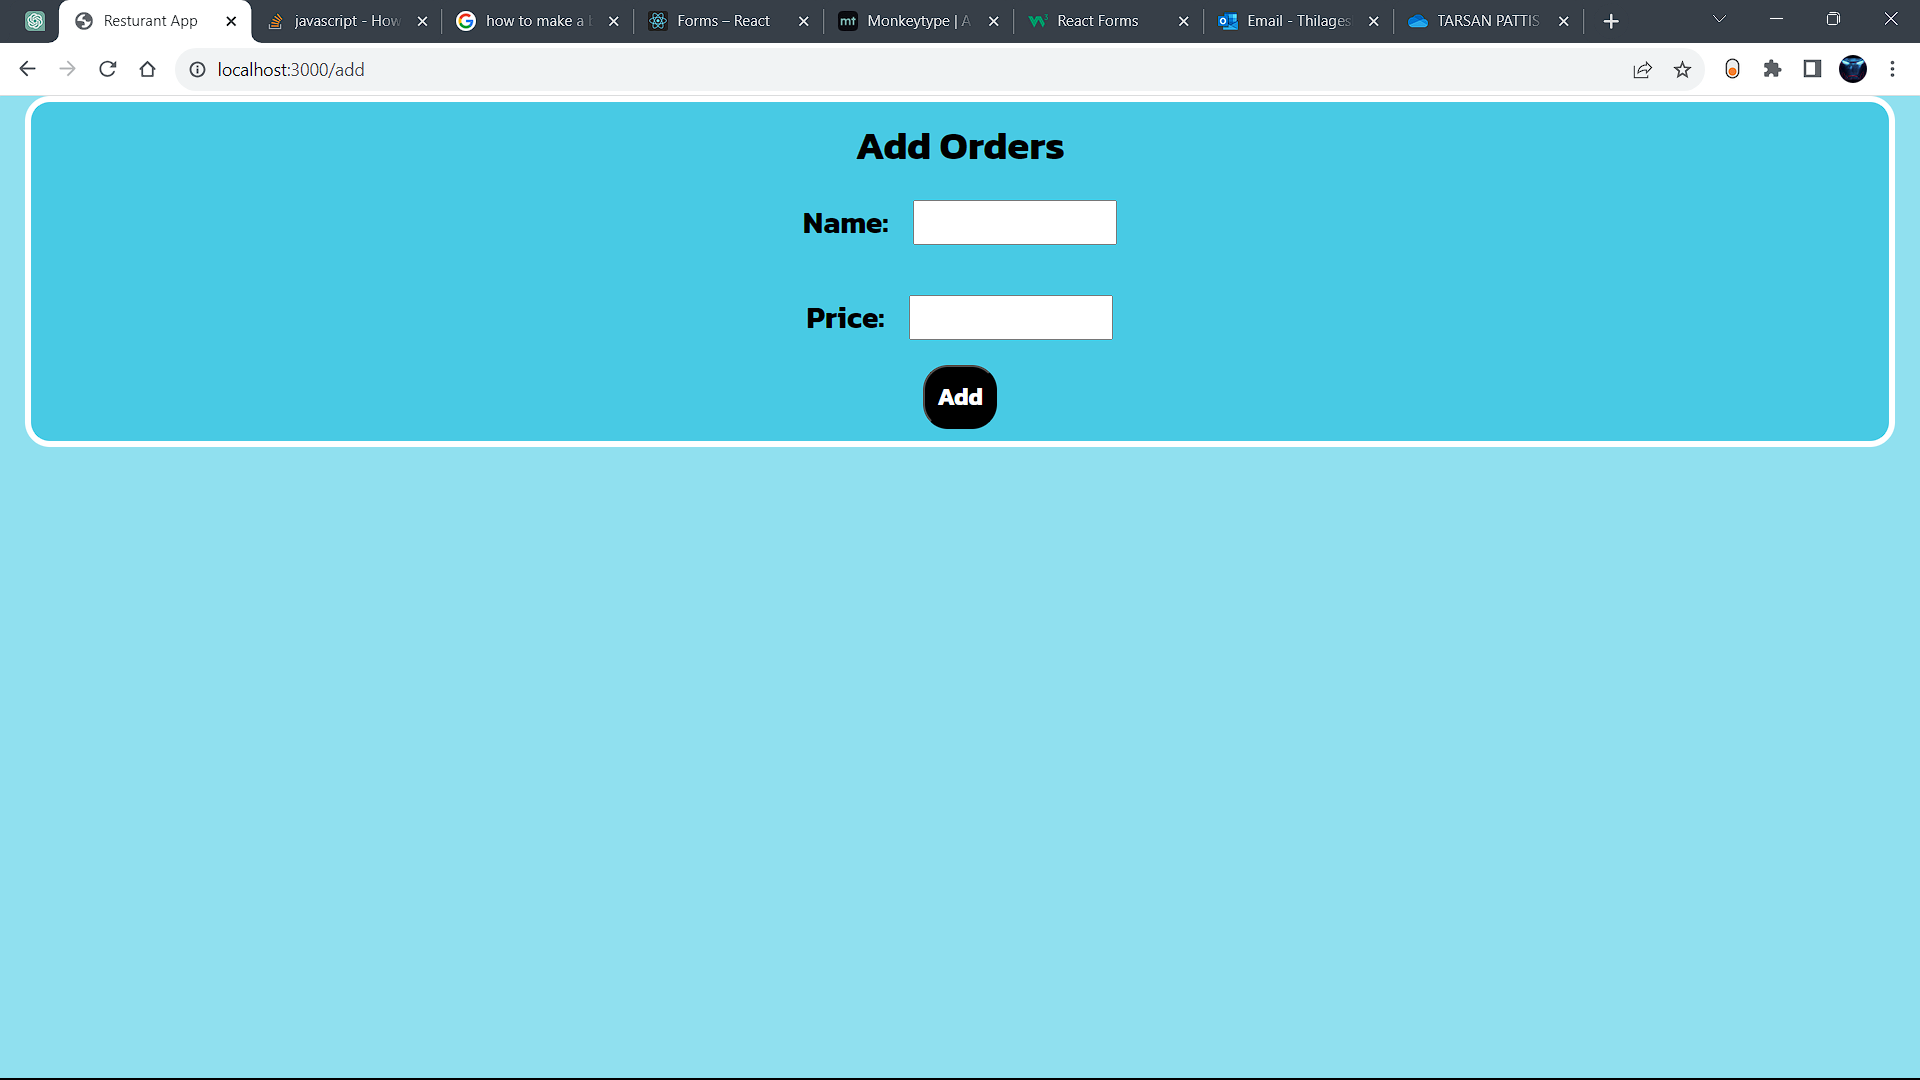 Resturant App
javascript - How
how to make a
Forms – React
mt Monkeytype | A
React Forms
Email - Thilages
TARSAN PATTIS
localhost:3000/add
Add Orders
Name:
Price:
Add